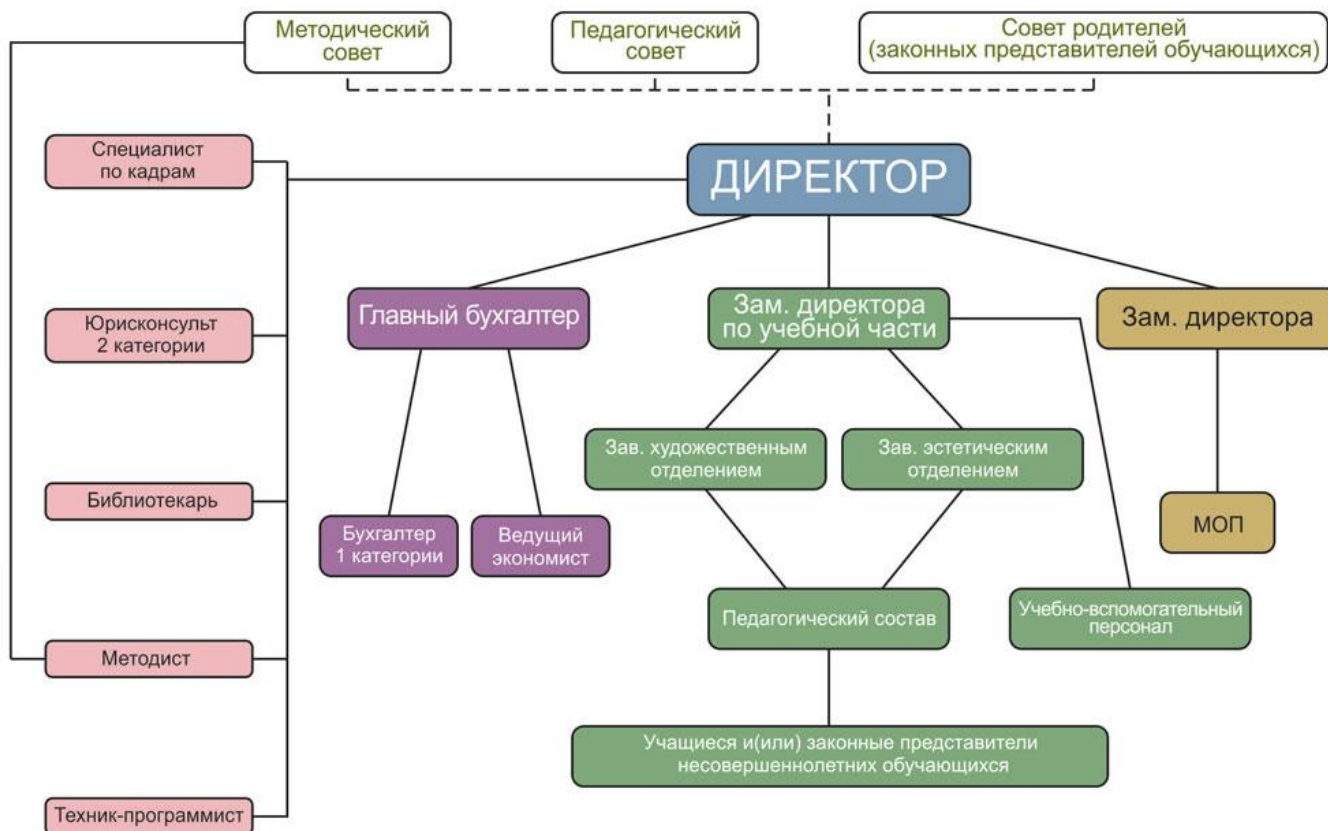 Методический
совет
Педагогический
совет
Совет родителей
(законных представителей обучающихся)
Специалист
по кадрам
ДИРЕКТОР
Юрисконсульт
2 категории
Главный бухгалтер
Зам. директора
по учебной части
Зам. директора
Зав. художественным
отделением
Зав. эстетическим
отделением
Библиотекарь
Бухгалтер
1 категории
Ведущий
экономист
МОП
Педагогический состав
Учебно-вспомогательный
персонал
Методист
Учащиеся и(или) законные представители
несовершеннолетних обучающихся
Техник-программист